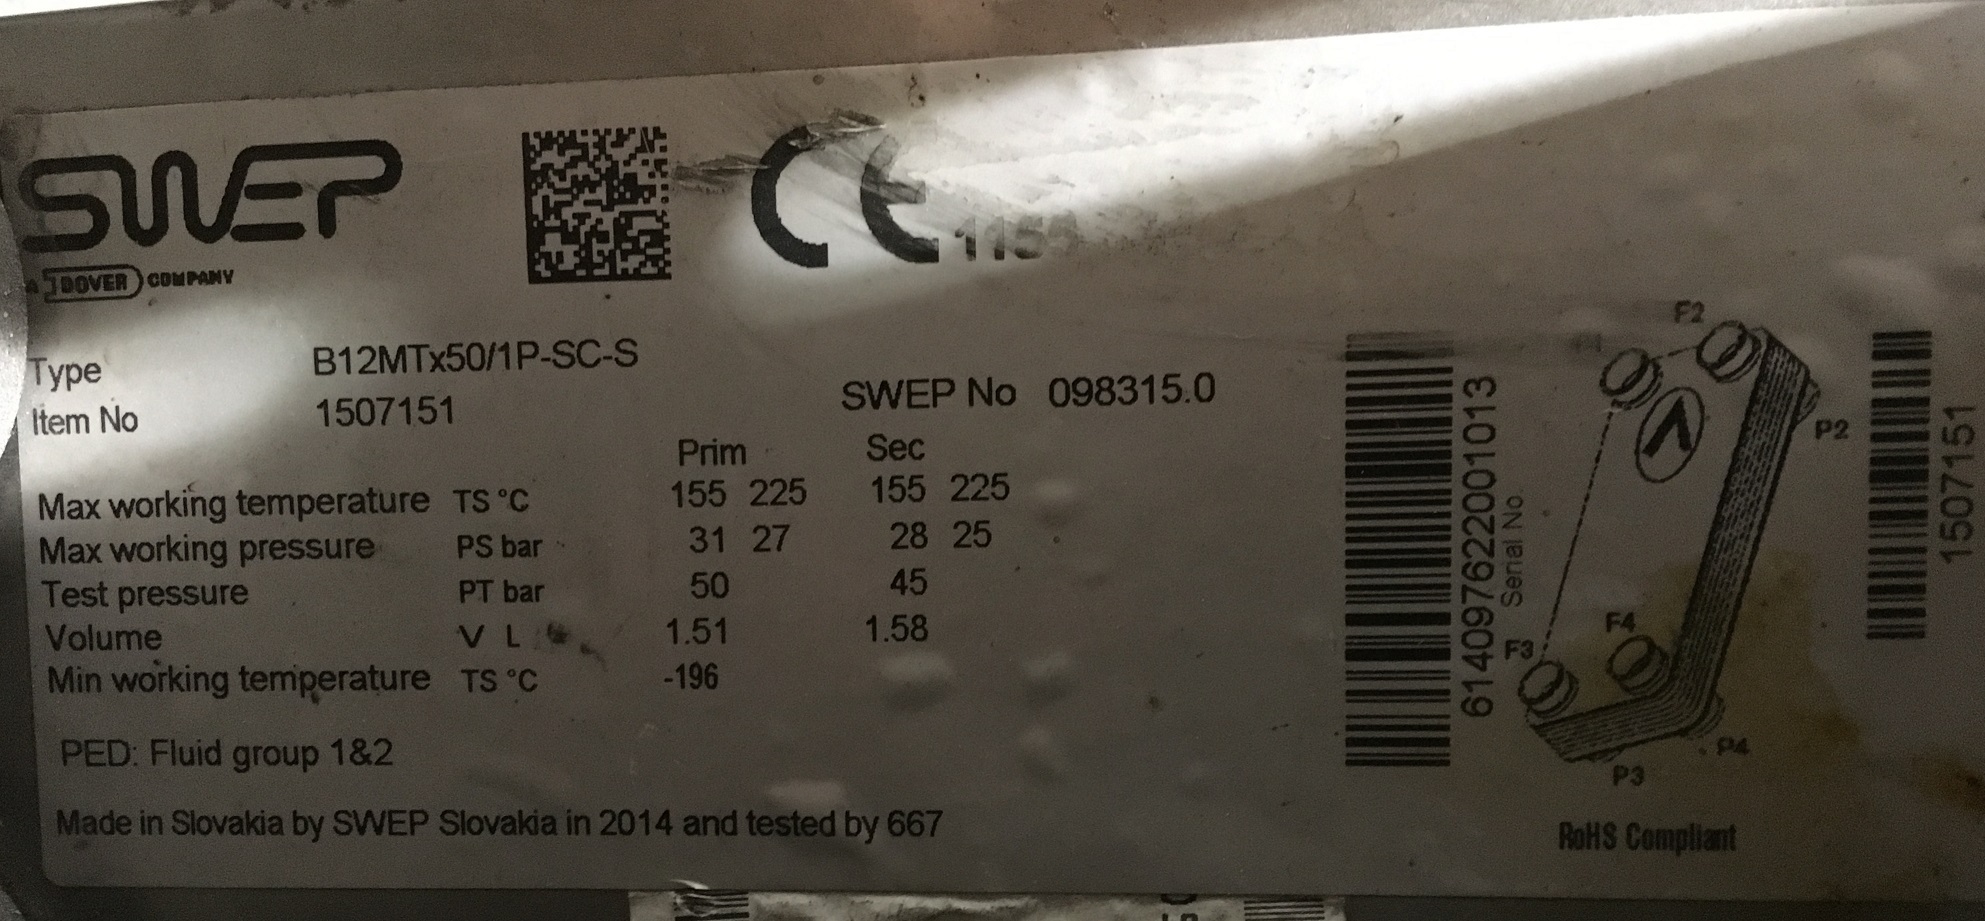 SWEP
A DOVER COMPANY
CE
Type B12MTx50/1P-SC-S
Item No 1507151
SWEP No 098315.0
Prim Sec
Max working temperature TS °C 155 225 155 225
Max working pressure PS bar 31 27 28 25
Test pressure PT bar 50 45
Volume V L 1.51 1.58
Min working temperature TS °C -196
PED: Fluid group 1&2
Made in Slovakia by SWEP Slovakia in 2014 and tested by 667
614097622001013
Serial No.
F2
P2
F3
F4
P3
P4
1507151
RoHS Compliant